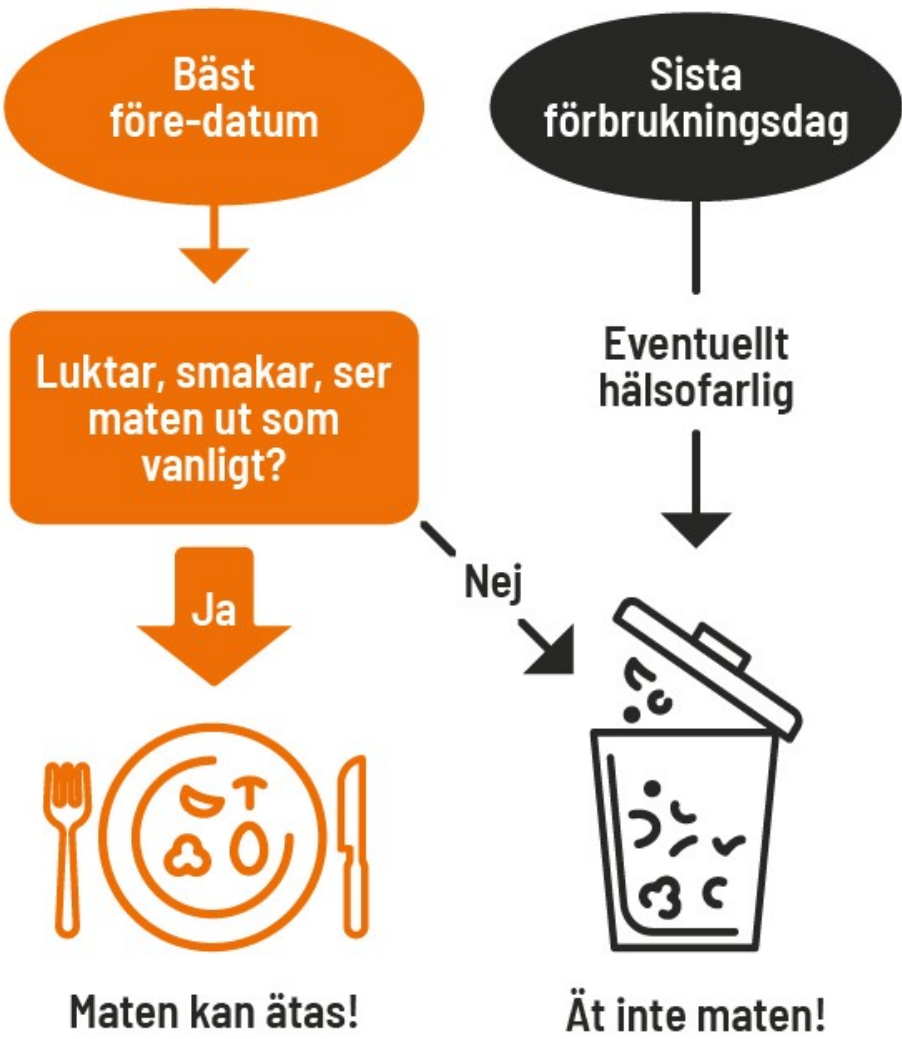 Bäst
före-datum
Luktar, smakar, ser
maten ut som
vanligt?
Ja
Nej
Maten kan ätas!
Sista
förbrukningsdag
Eventuellt
hälsofarlig
Ät inte maten!